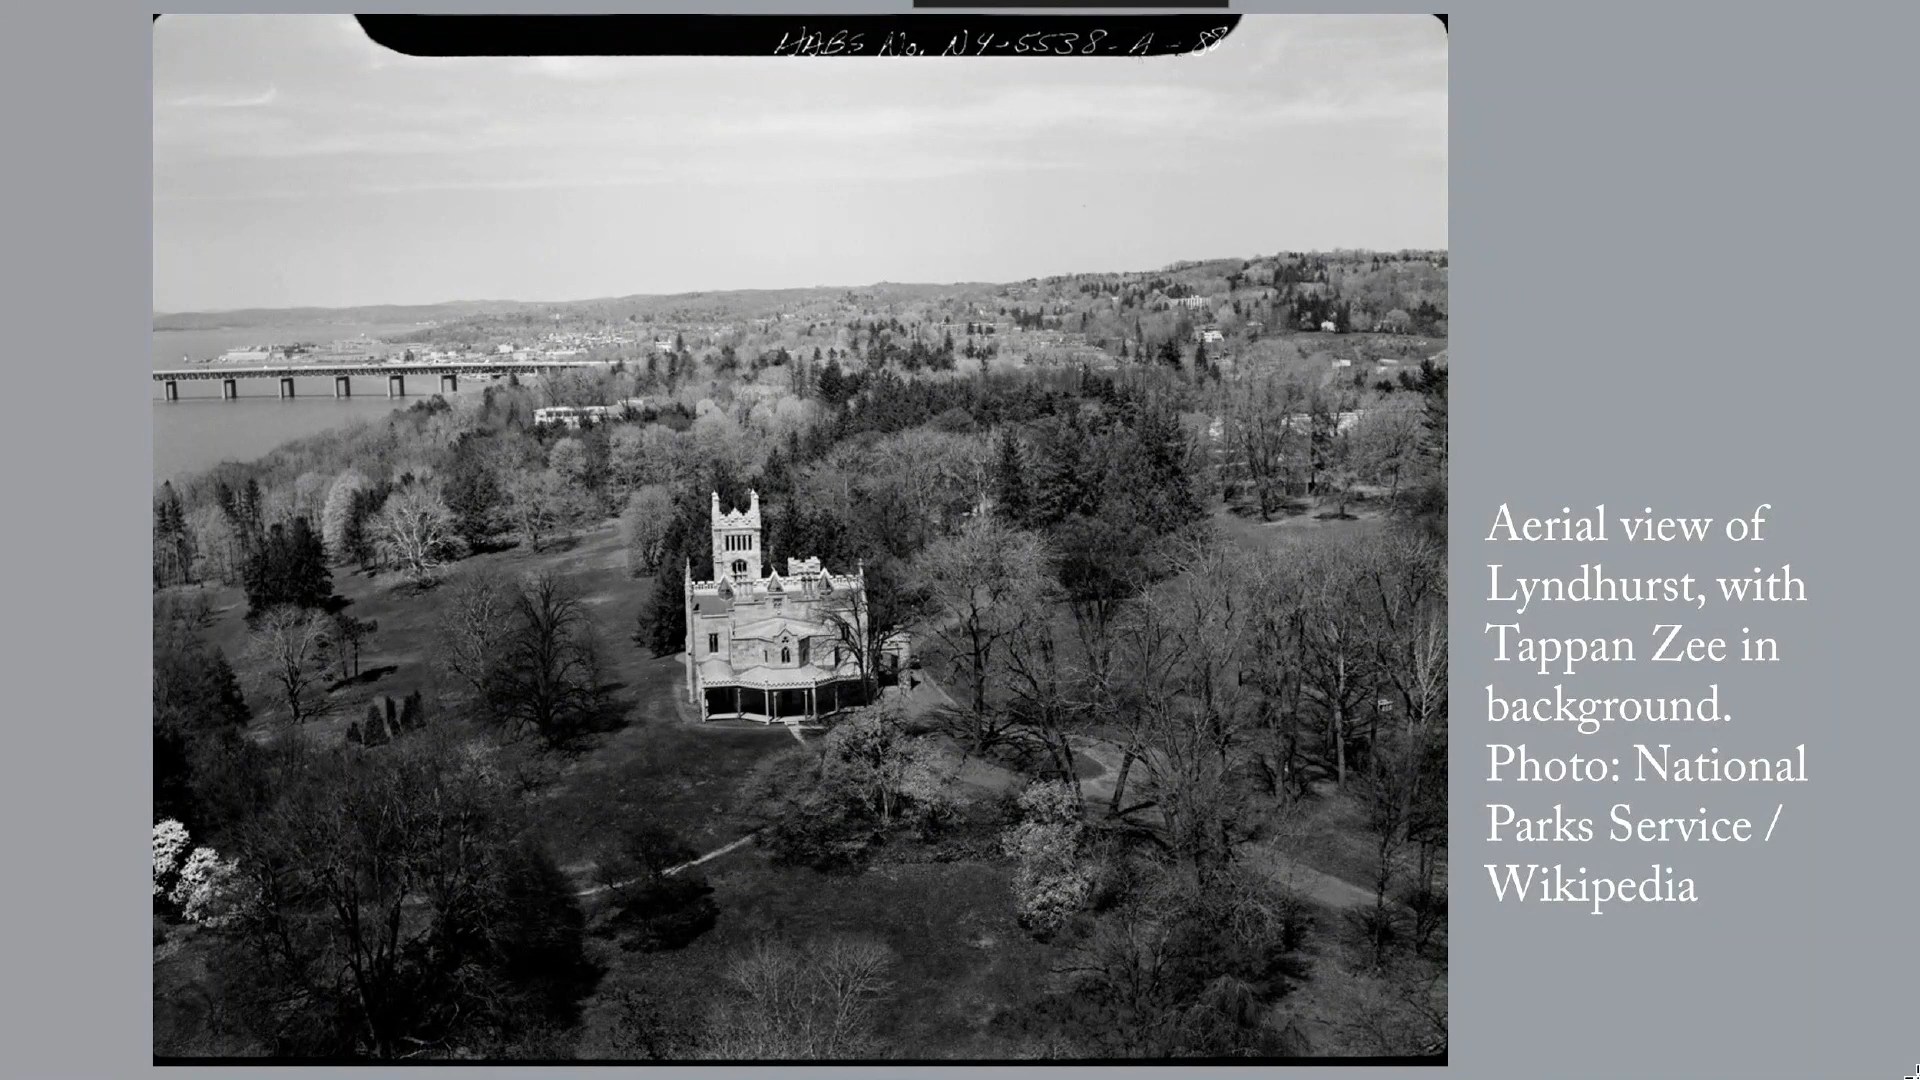 HABS No. NY-5538-A-88
Aerial view of
Lyndhurst, with
Tappan Zee in
background.
Photo: National
Parks Service /
Wikipedia